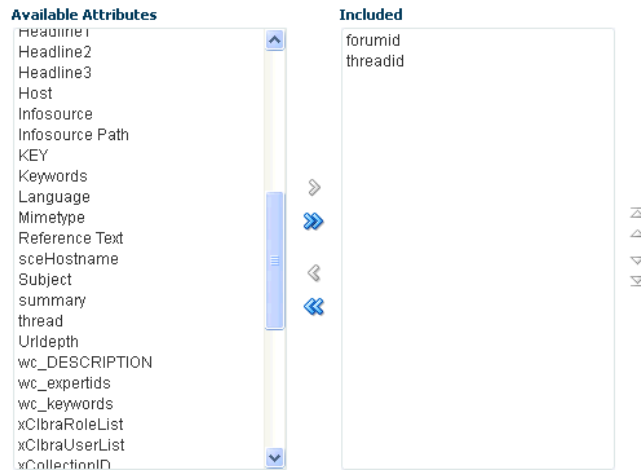 Available Attributes
Headline1
Headline2
Headline3
Host
Infosource
Infosource Path
KEY
Keywords
Language
Mimetype
Reference Text
sceHostname
Subject
summary
thread
Urldepth
wc_DESCRIPTION
wc_expertids
wc_keywords
xClbraRoleList
xClbraUserList
xCollectionID
Included
forumid
threadid